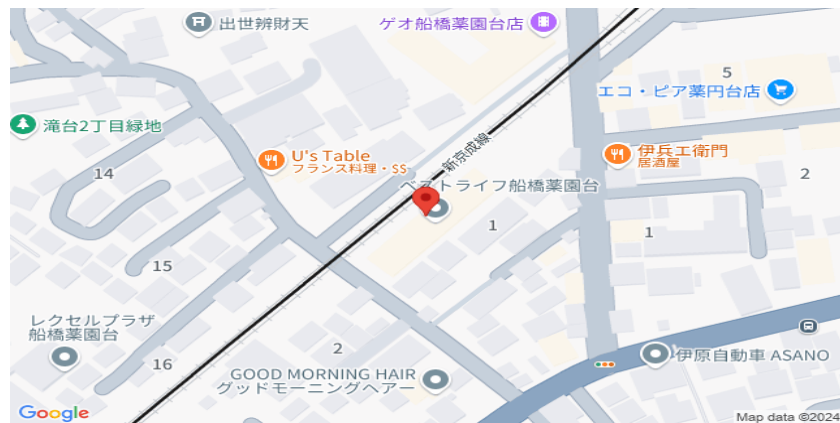 出世辨財天
ゲオ船橋薬園台店
5
エコ・ピア薬円台店
滝台2丁目緑地
U's Table
フランス料理・$$
新京成線
伊兵エ衛門
居酒屋
14
ベストライフ船橋薬園台
2
1
1
15
レクセルプラザ
船橋薬園台
16
2
GOOD MORNING HAIR
グッドモーニングヘアー
伊原自動車 ASANO
Google
Map data ©2024